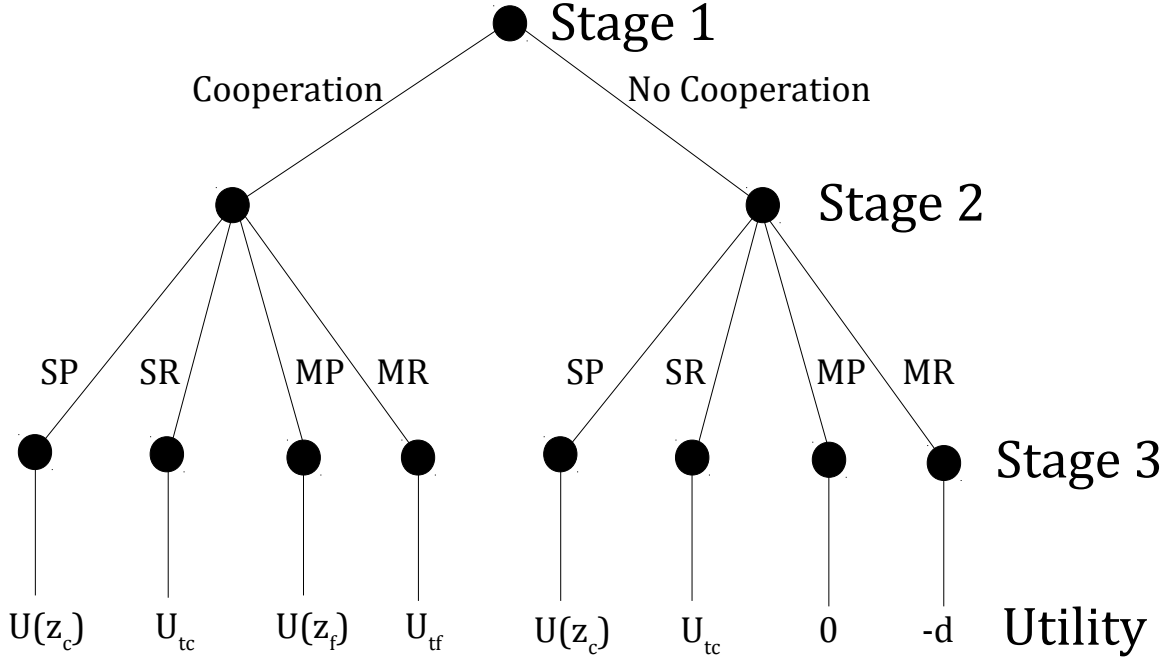 Stage 1
Cooperation
No Cooperation
Stage 2
SP SR MP MR SP SR MP MR
Stage 3
U(z_c) U_tc U(z_f) U_tf U(z_c) U_tc 0 -d Utility